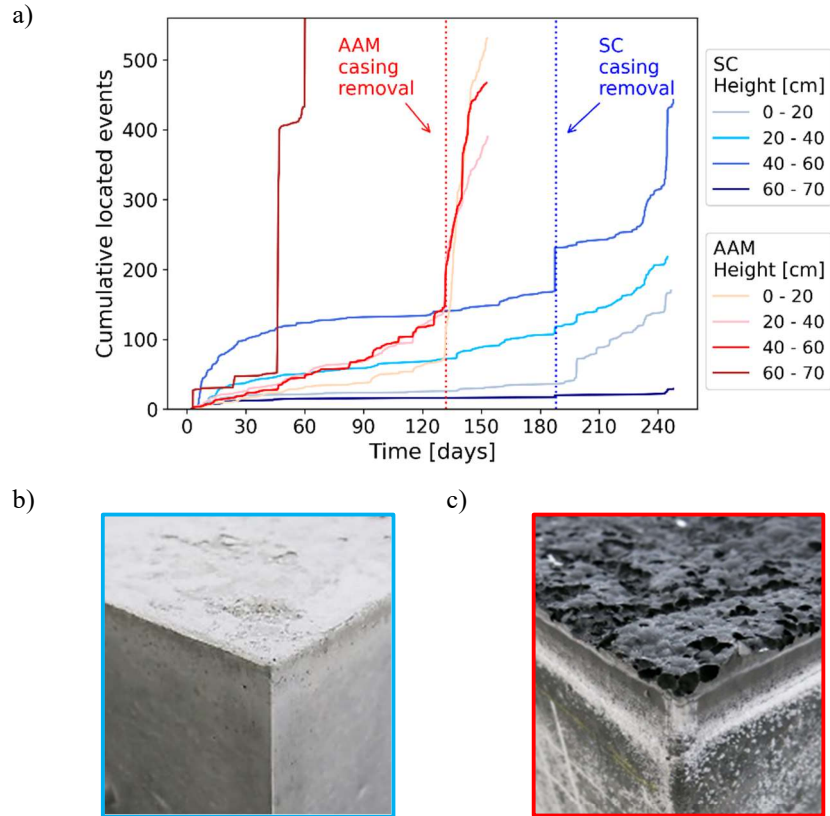 a)
AAM
casing
removal
SC
casing
removal
Cumulative located events
500
400
300
200
100
0
0 30 60 90 120 150 180 210 240
Time [days]
SC
Height [cm]
0 - 20
20 - 40
40 - 60
60 - 70
AAM
Height [cm]
0 - 20
20 - 40
40 - 60
60 - 70
b)
c)